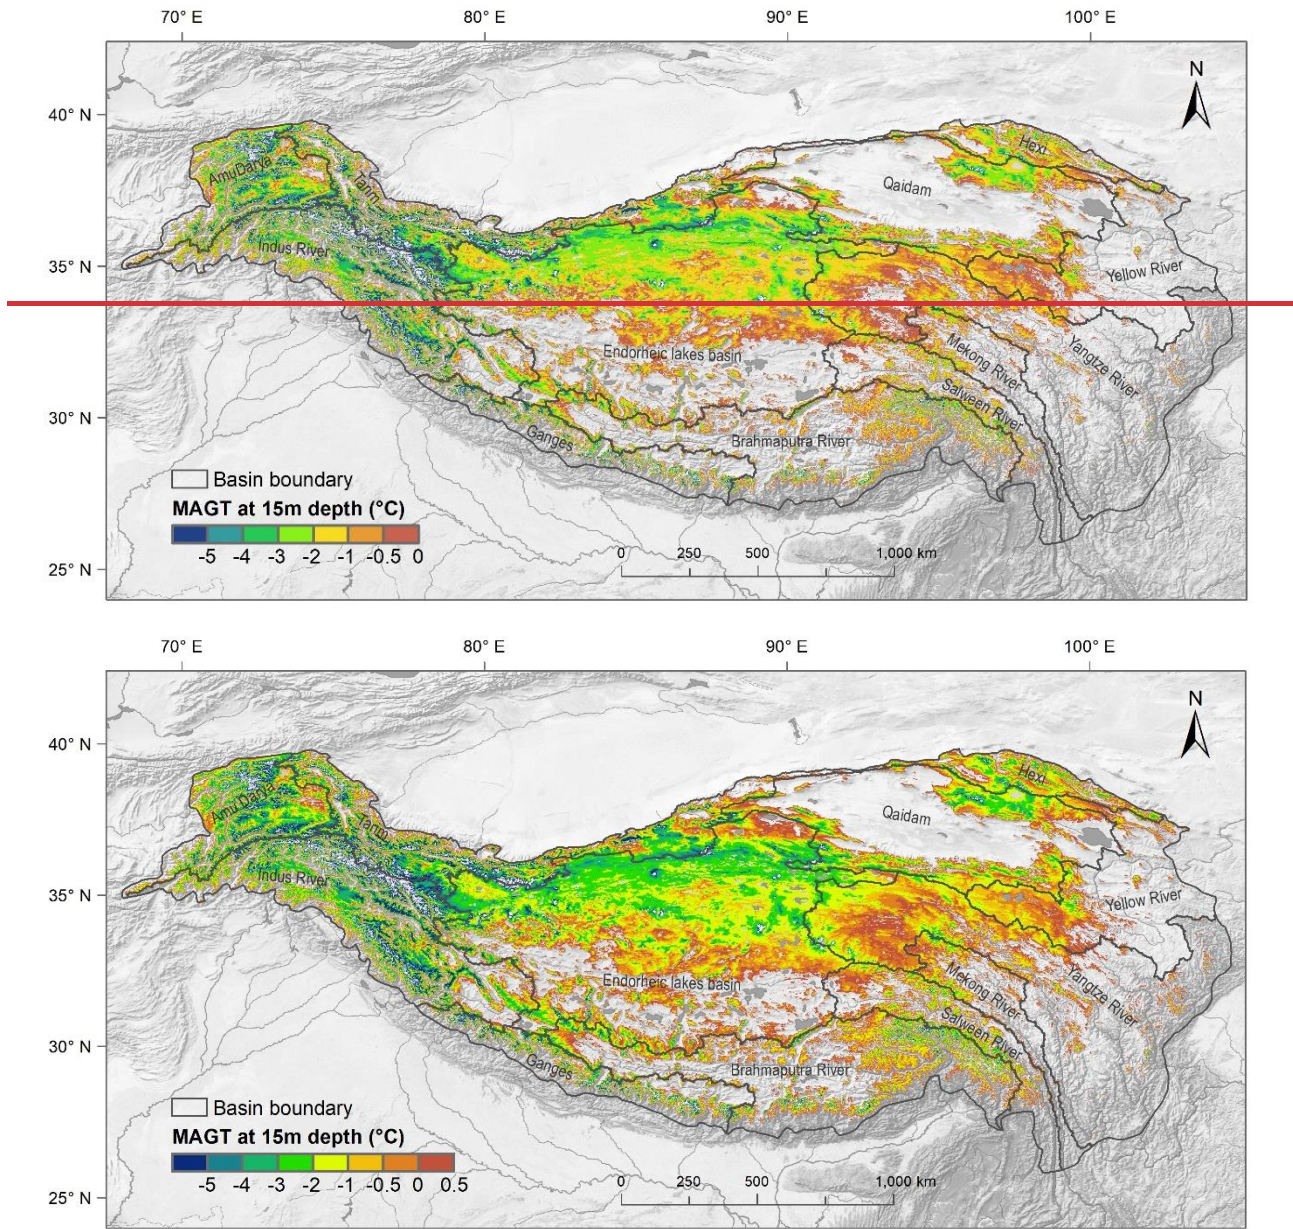 70° E 80° E 90° E 100° E
N
40° N
Hexi
AmuDarya
Tarim
Qaidam
Indus River
35° N
Yellow River
Endorheic lakes basin
Mekong River
Yangtze River
Salween River
30° N
Ganges
Brahmaputra River
Basin boundary
MAGT at 15m depth (°C)
-5 -4 -3 -2 -1 -0.5 0
0 250 500 1,000 km
25° N
70° E 80° E 90° E 100° E
N
40° N
Hexi
Amu Darya
Tarim
Qaidam
Indus River
35° N
Yellow River
Endorheic lakes basin
Mekong River
Yangtze River
Salween River
30° N
Ganges
Brahmaputra River
Basin boundary
MAGT at 15m depth (°C)
-5 -4 -3 -2 -1 -0.5 0 0.5
0 250 500 1,000 km
25° N